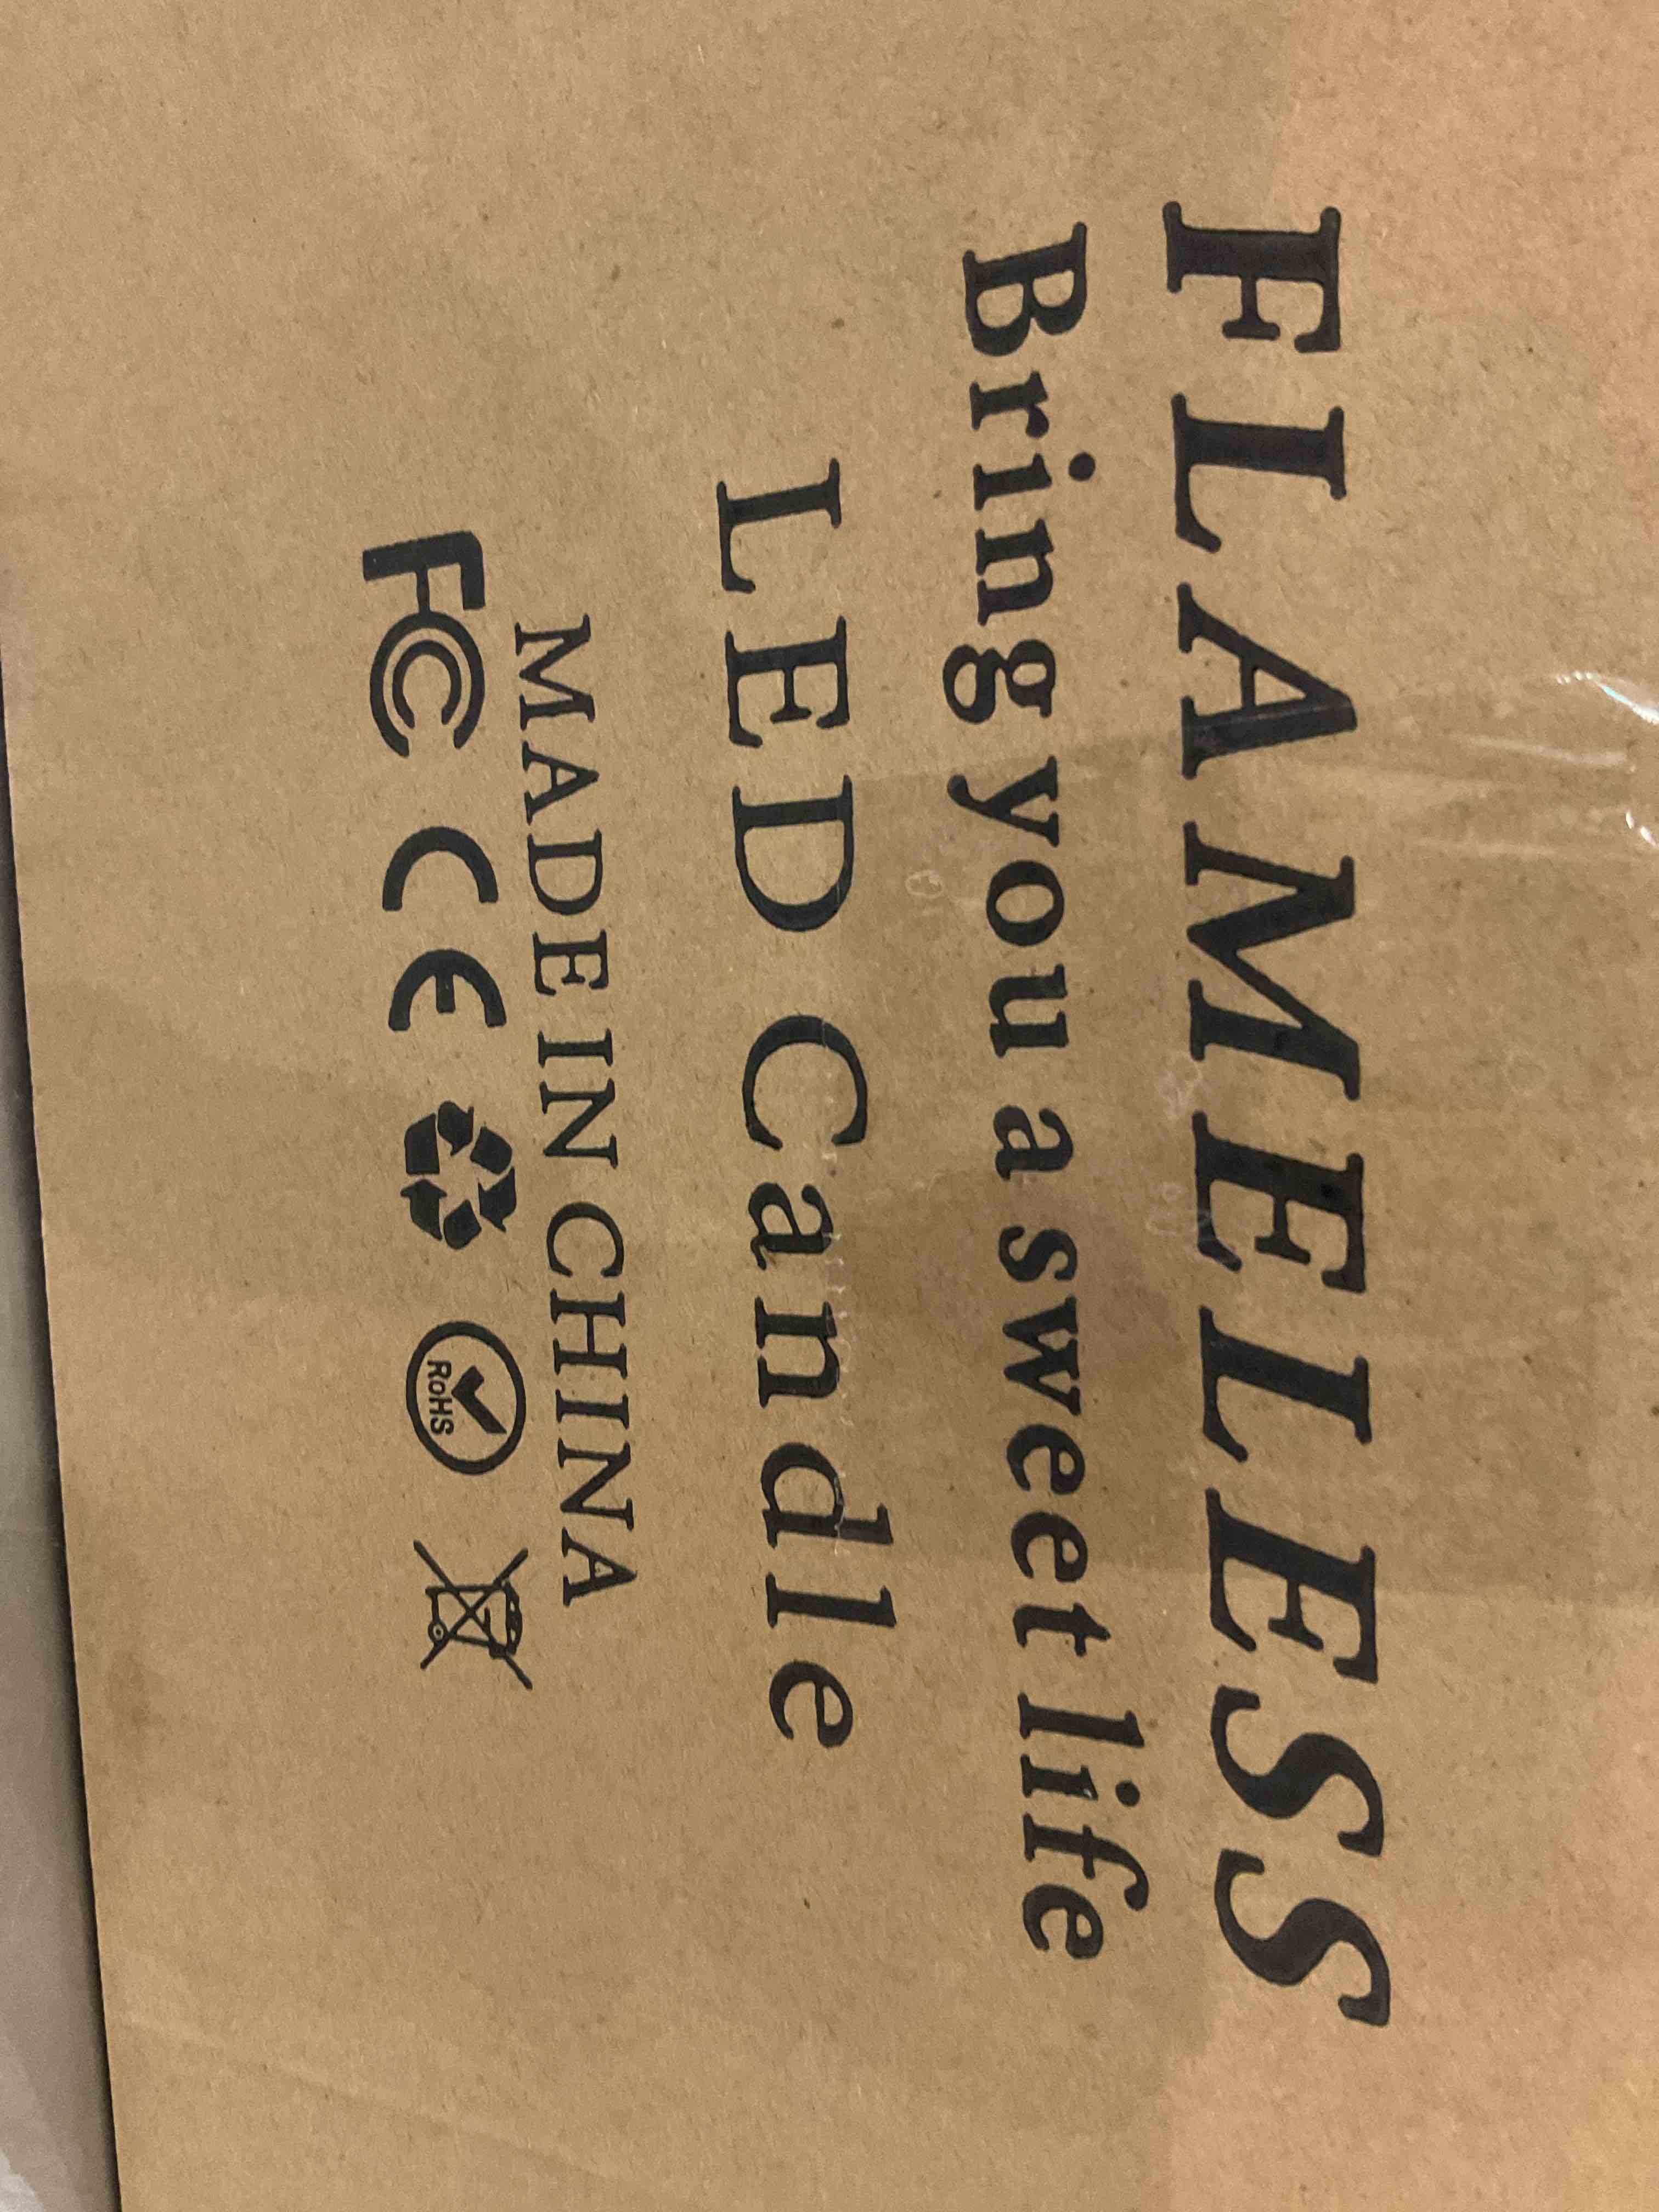 FLAMELESS
Bring you a sweet life
LED Candle
MADE IN CHINA
FC CE RoHS